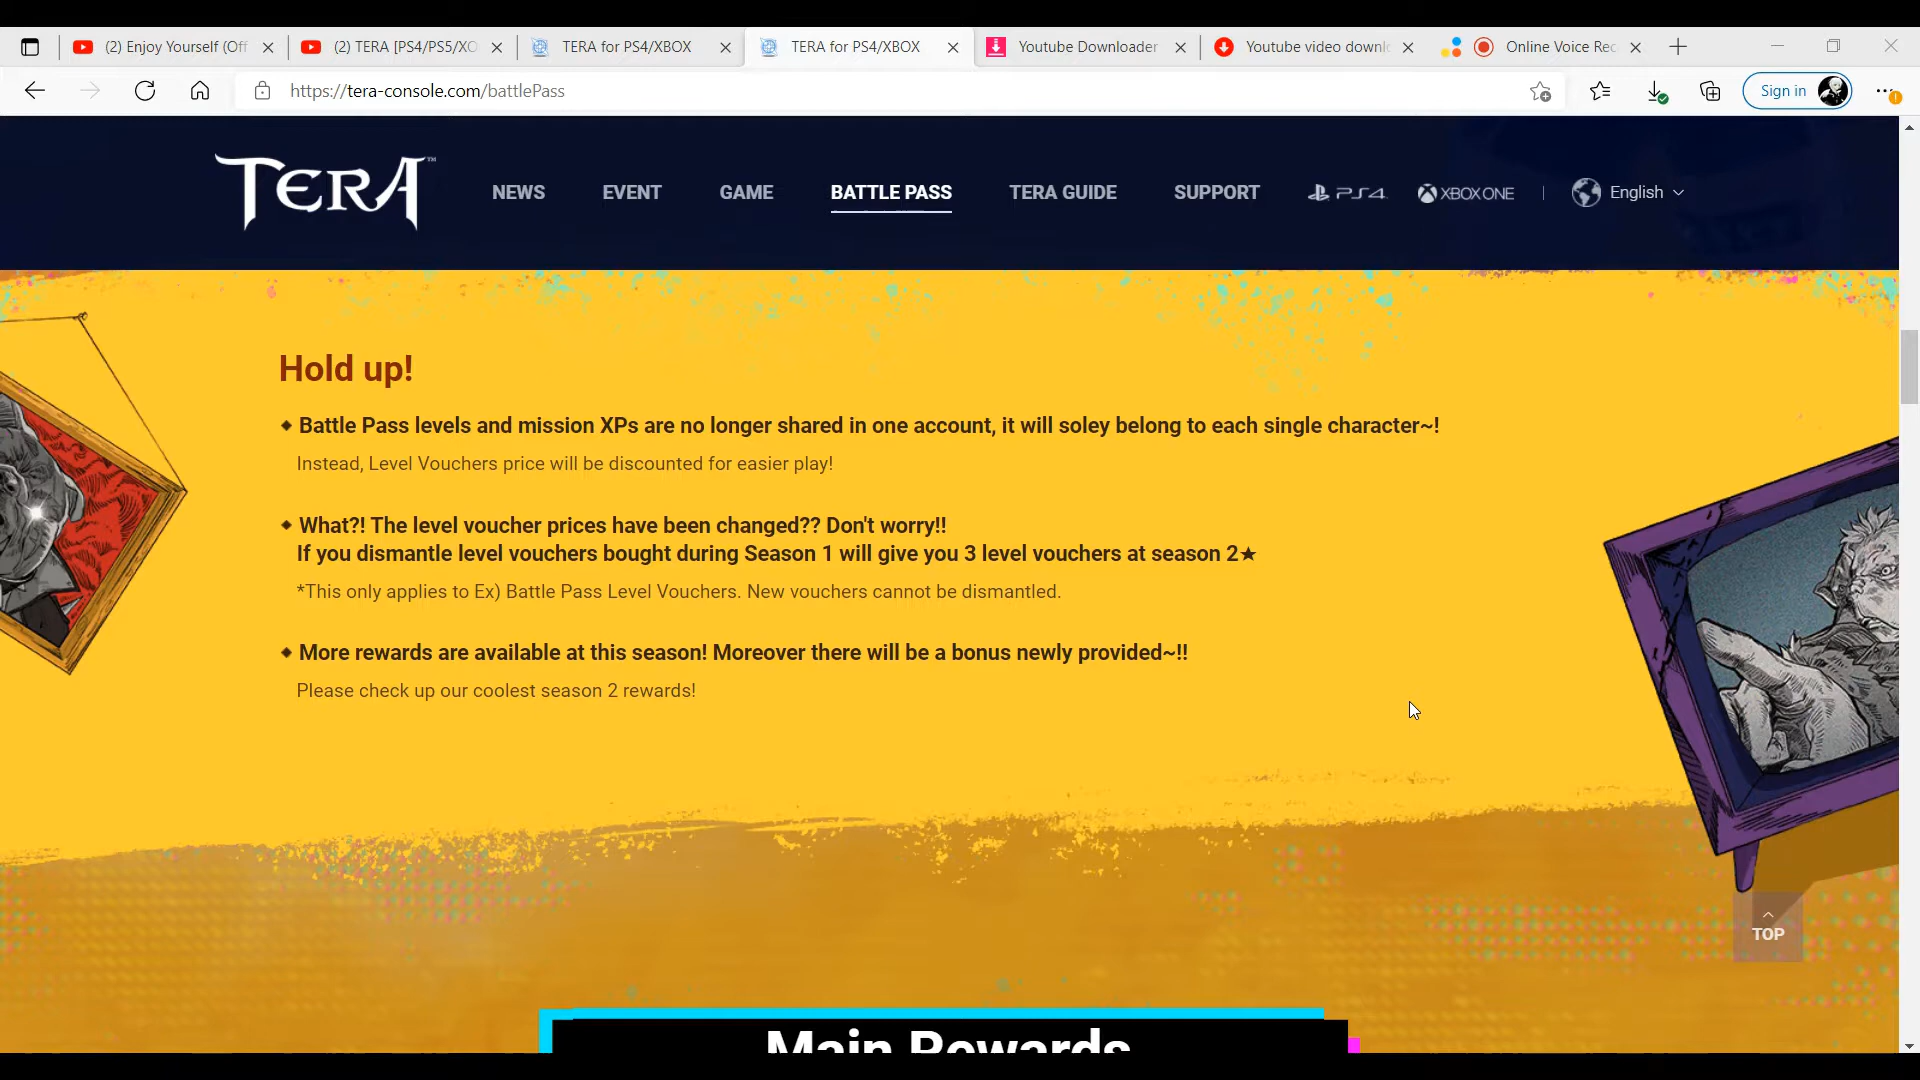 (2) Enjoy Yourself (Off
(2) TERA [PS4/PS5/XO
TERA for PS4/XBOX
TERA for PS4/XBOX
Youtube Downloader
Youtube video downl
Online Voice Rec
https://tera-console.com/battlePass
Sign in
TERA™
NEWS
EVENT
GAME
BATTLE PASS
TERA GUIDE
SUPPORT
PS4
XBOX ONE
English
Hold up!
Battle Pass levels and mission XPs are no longer shared in one account, it will soley belong to each single character~!
Instead, Level Vouchers price will be discounted for easier play!
What?! The level voucher prices have been changed?? Don't worry!!
If you dismantle level vouchers bought during Season 1 will give you 3 level vouchers at season 2★
*This only applies to Ex) Battle Pass Level Vouchers. New vouchers cannot be dismantled.
More rewards are available at this season! Moreover there will be a bonus newly provided~!!
Please check up our coolest season 2 rewards!
TOP
Main Rewards